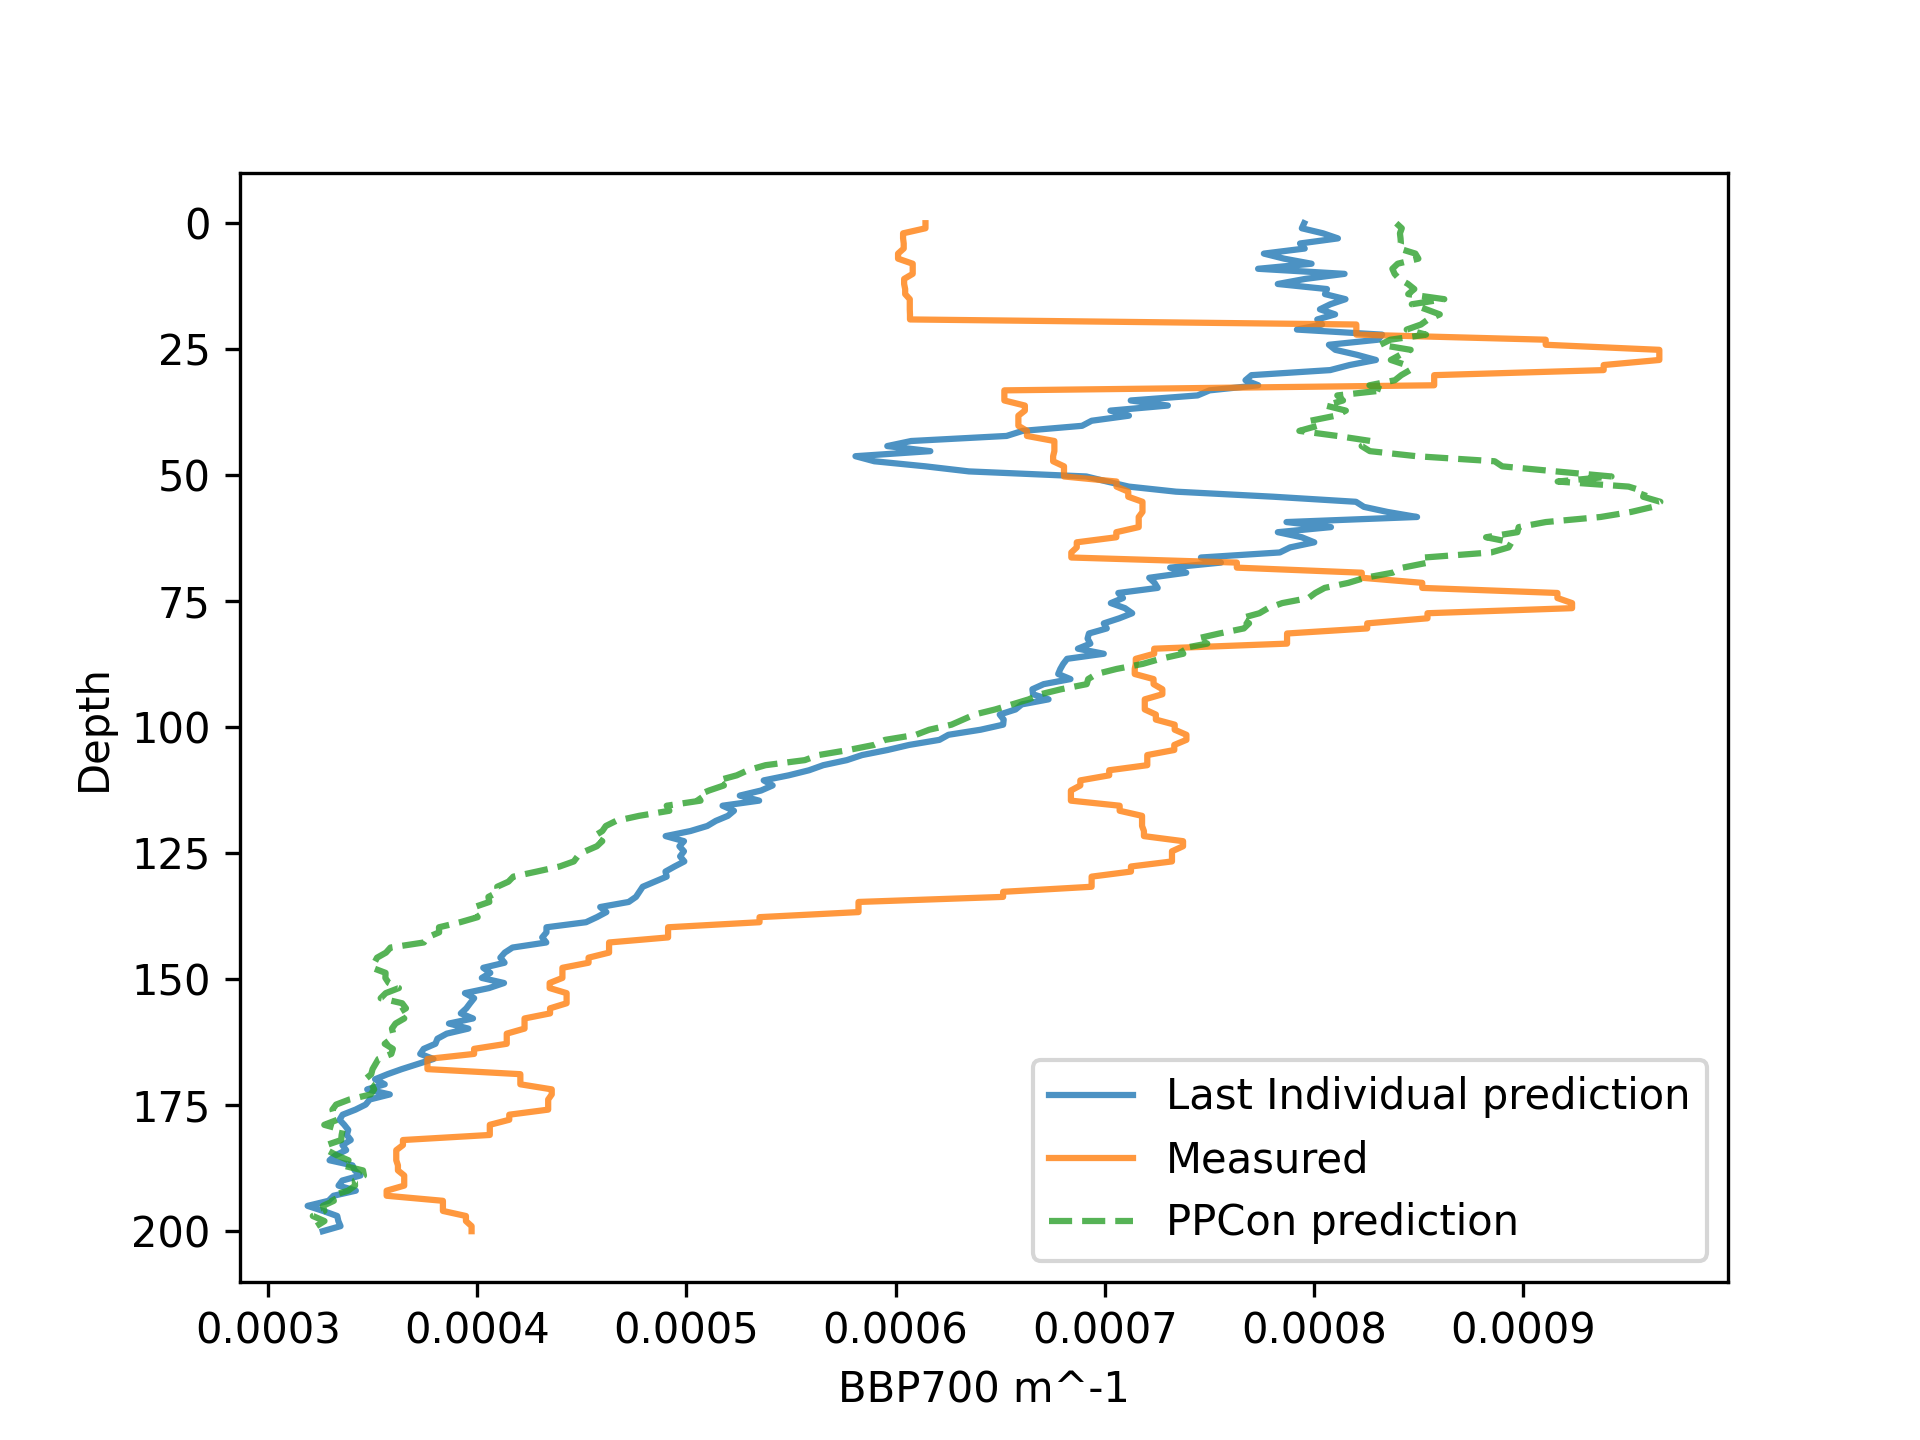 0
25
50
75
100
125
150
175
200
Depth
0.0003 0.0004 0.0005 0.0006 0.0007 0.0008 0.0009
BBP700 m^-1
Last Individual prediction
Measured
PPCon prediction